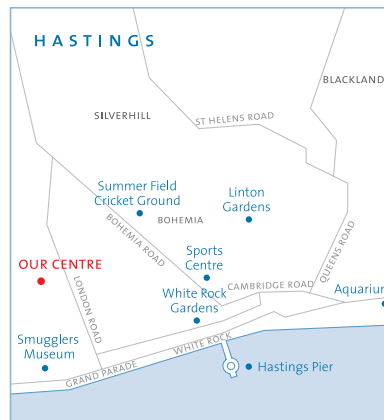 HASTINGS
BLACKLAND
SILVERHILL
ST HELENS ROAD
Summer Field
Cricket Ground
Linton
Gardens
BOHEMIA
BOHEMIA ROAD
QUEENS ROAD
Sports
Centre
OUR CENTRE
LONDON ROAD
White Rock
Gardens
CAMBRIDGE ROAD
Aquarium
Smugglers
Museum
WHITE ROCK
GRAND PARADE
Hastings Pier